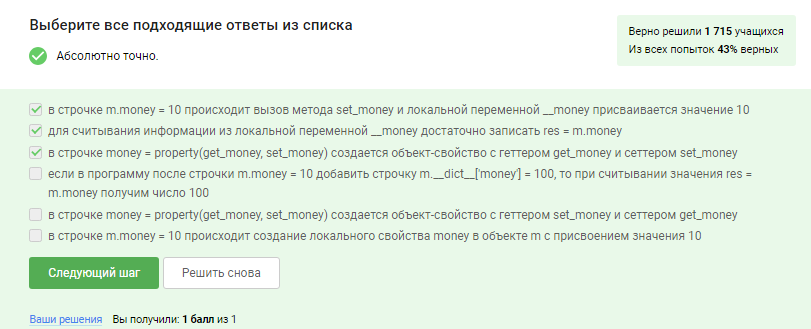 Выберите все подходящие ответы из списка
Абсолютно точно.
Верно решили 1 715 учащихся
Из всех попыток 43% верных
в строчке m.money = 10 происходит вызов метода set_money и локальной переменной __money присваивается значение 10
для считывания информации из локальной переменной __money достаточно записать res = m.money
в строчке money = property(get_money, set_money) создается объект-свойство с геттером get_money и сеттером set_money
если в программу после строчки m.money = 10 добавить строчку m.__dict__['money'] = 100, то при считывании значения res =
m.money получим число 100
в строчке money = property(get_money, set_money) создается объект-свойство с геттером set_money и сеттером get_money
в строчке m.money = 10 происходит создание локального свойства money в объекте m с присвоением значения 10
Следующий шаг
Решить снова
Ваши решения Вы получили: 1 балл из 1